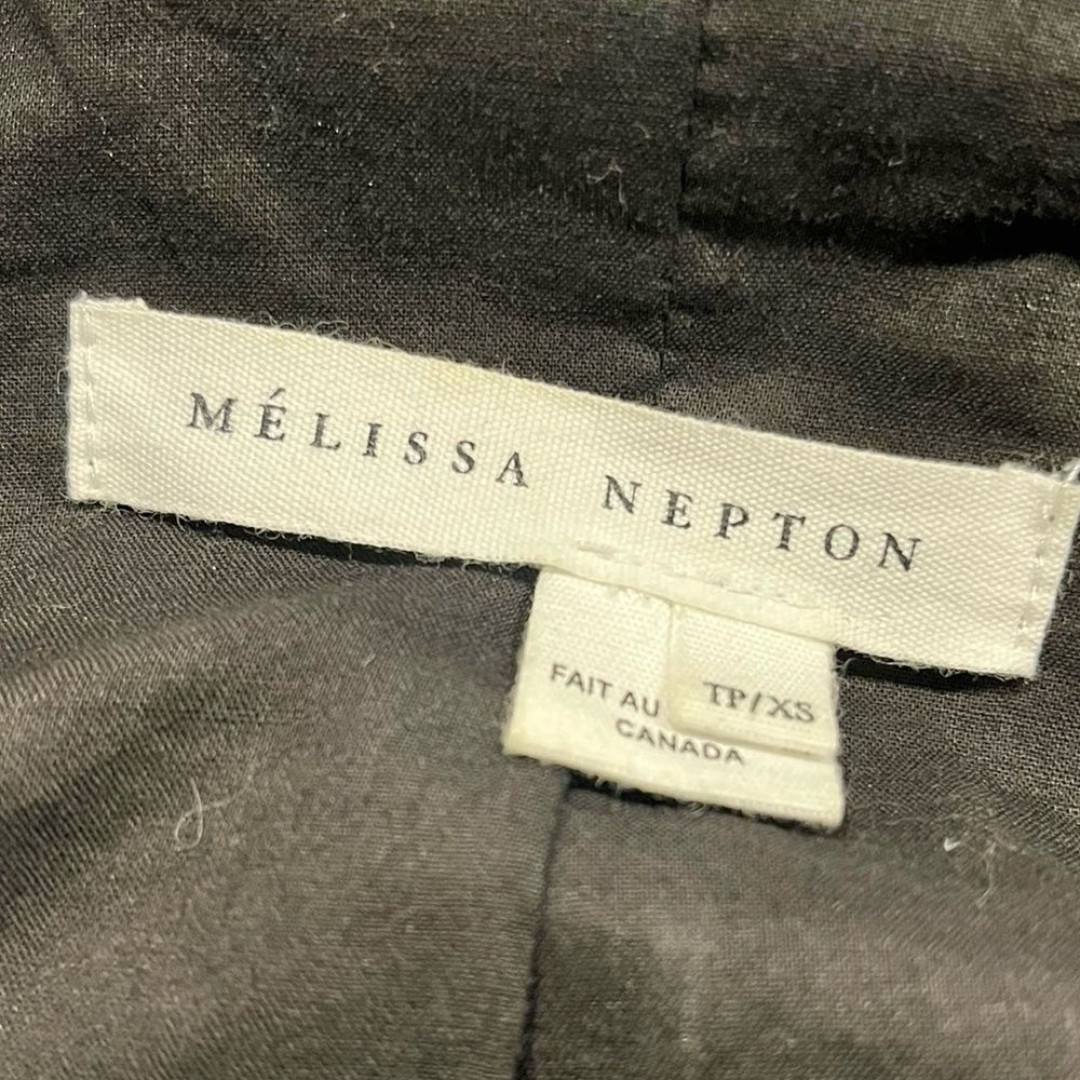 MÉLISSA NEPTON
FAIT AU
CANADA
TP/XS